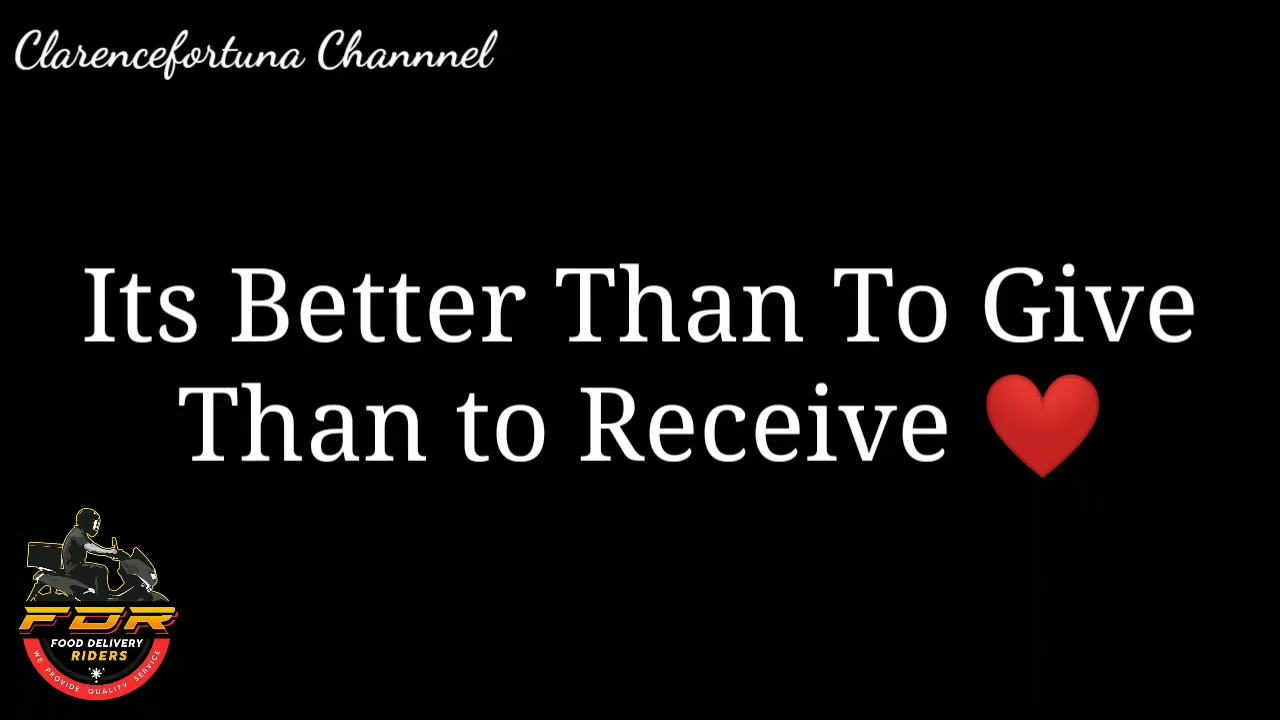 Clarencefortuna Channnel
Its Better Than To Give
Than to Receive ❤️
FDR
FOOD DELIVERY
RIDERS
WE PROVIDE QUALITY SERVICE